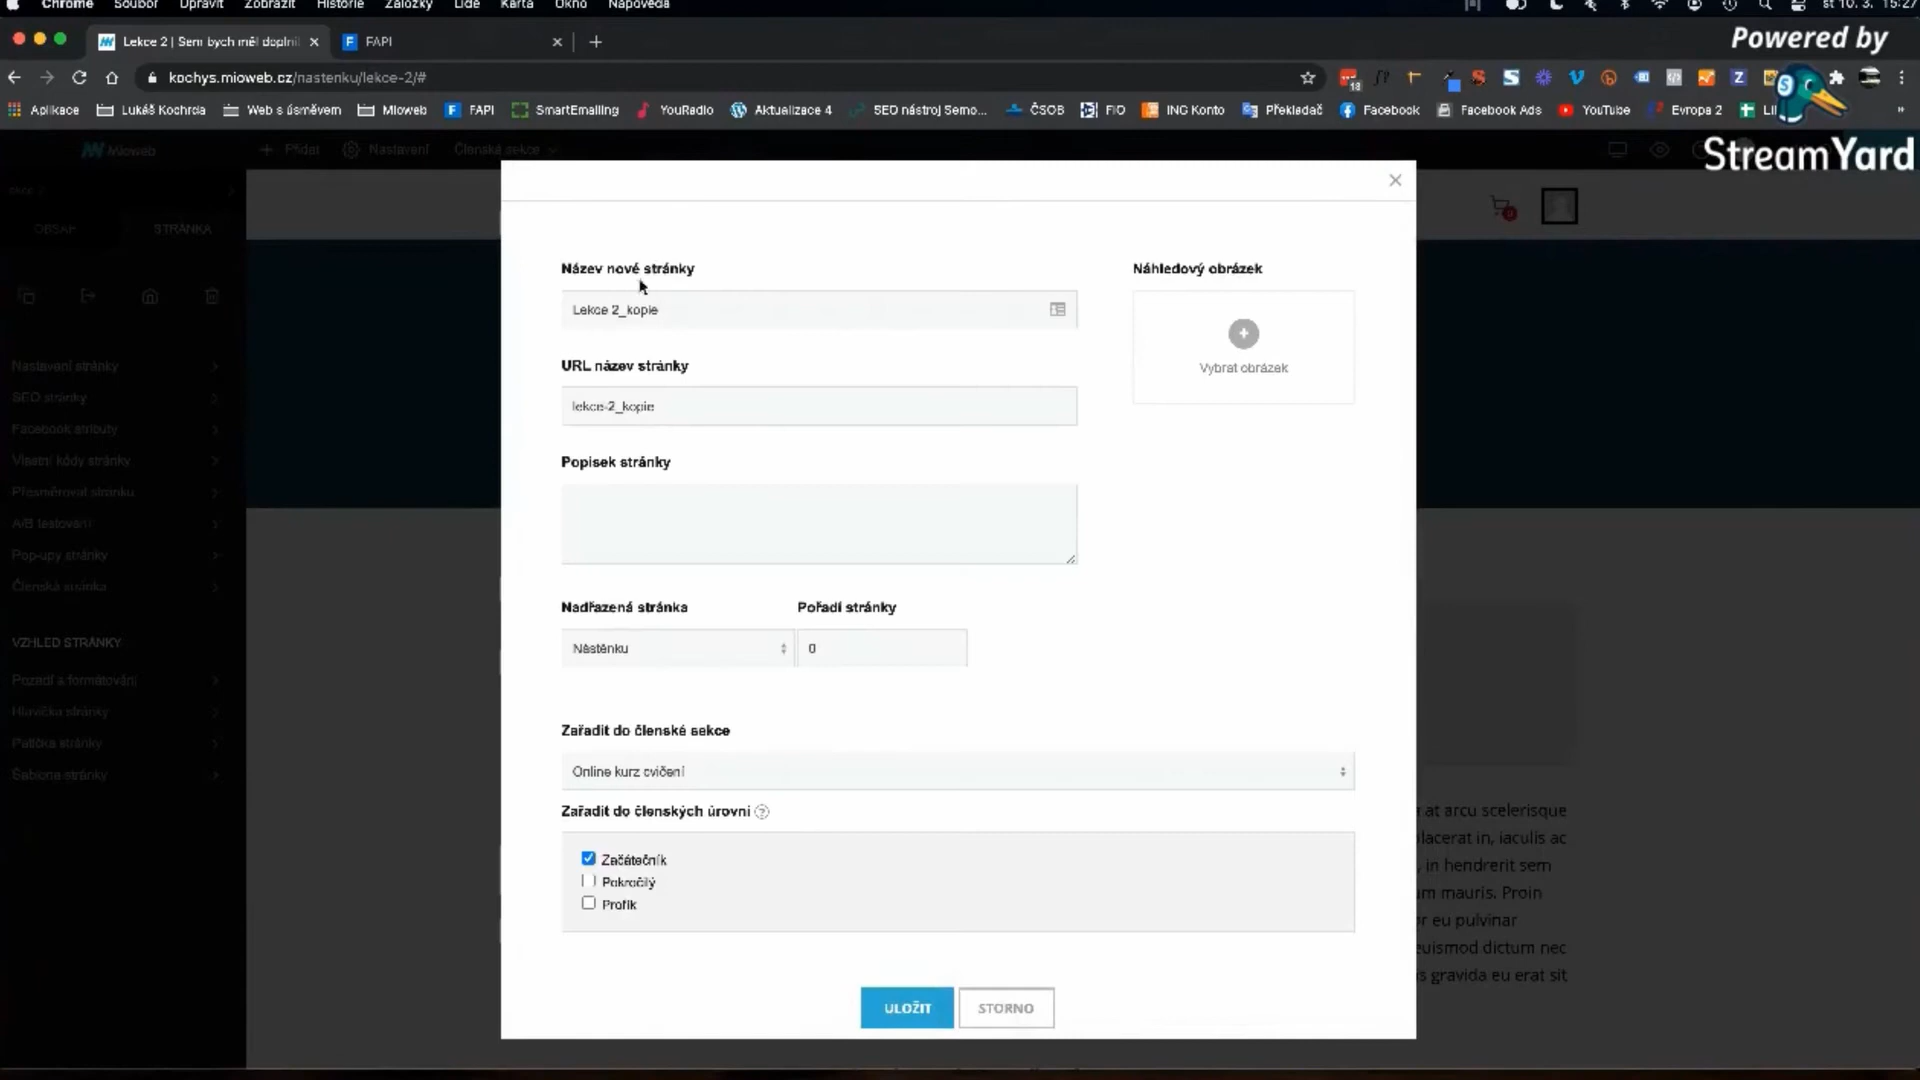 Chrome Soubor Upravit Zobrazit Historie Záložky Lidé Karta Okno Nápověda st 10. 3. 15:27
Lekce 2 | Sem bych měl doplni
FAPI
Powered by
kochys.mioweb.cz/nastenku/lekce-2/#
18
Aplikace Lukáš Kochrda Web s úsměvem Mioweb FAPI SmartEmailing YouRadio Aktualizace 4 SEO nástroj Semo... ČSOB FIO ING Konto Překladač Facebook Facebook Ads YouTube Evropa 2 »
StreamYard
Mioweb Přidat Nastavení Členská sekce
lekce 2
OBSAH STRÁNKA
Název nové stránky
Náhledový obrázek
Lekce 2_kopie
Vybrat obrázek
URL název stránky
lekce-2_kopie
Popisek stránky
Nadřazená stránka
Pořadí stránky
Nástěnku
0
Zařadit do členské sekce
Online kurz cvičení
Zařadit do členských úrovní ?
Začátečník
Pokročilý
Profík
ULOŽIT
STORNO
Nastavení stránky
SEO stránky
Facebook atributy
Vlastní kódy stránky
Přesměrovat stránku
A/B testování
Pop-upy stránky
Členská stránka
VZHLED STRÁNKY
Pozadí a formátování
Hlavička stránky
Patička stránky
Šablona stránky
at arcu scelerisque
lacerat in, iaculis ac
, in hendrerit sem
m mauris. Proin
r eu pulvinar
euismod dictum nec
s gravida eu erat sit